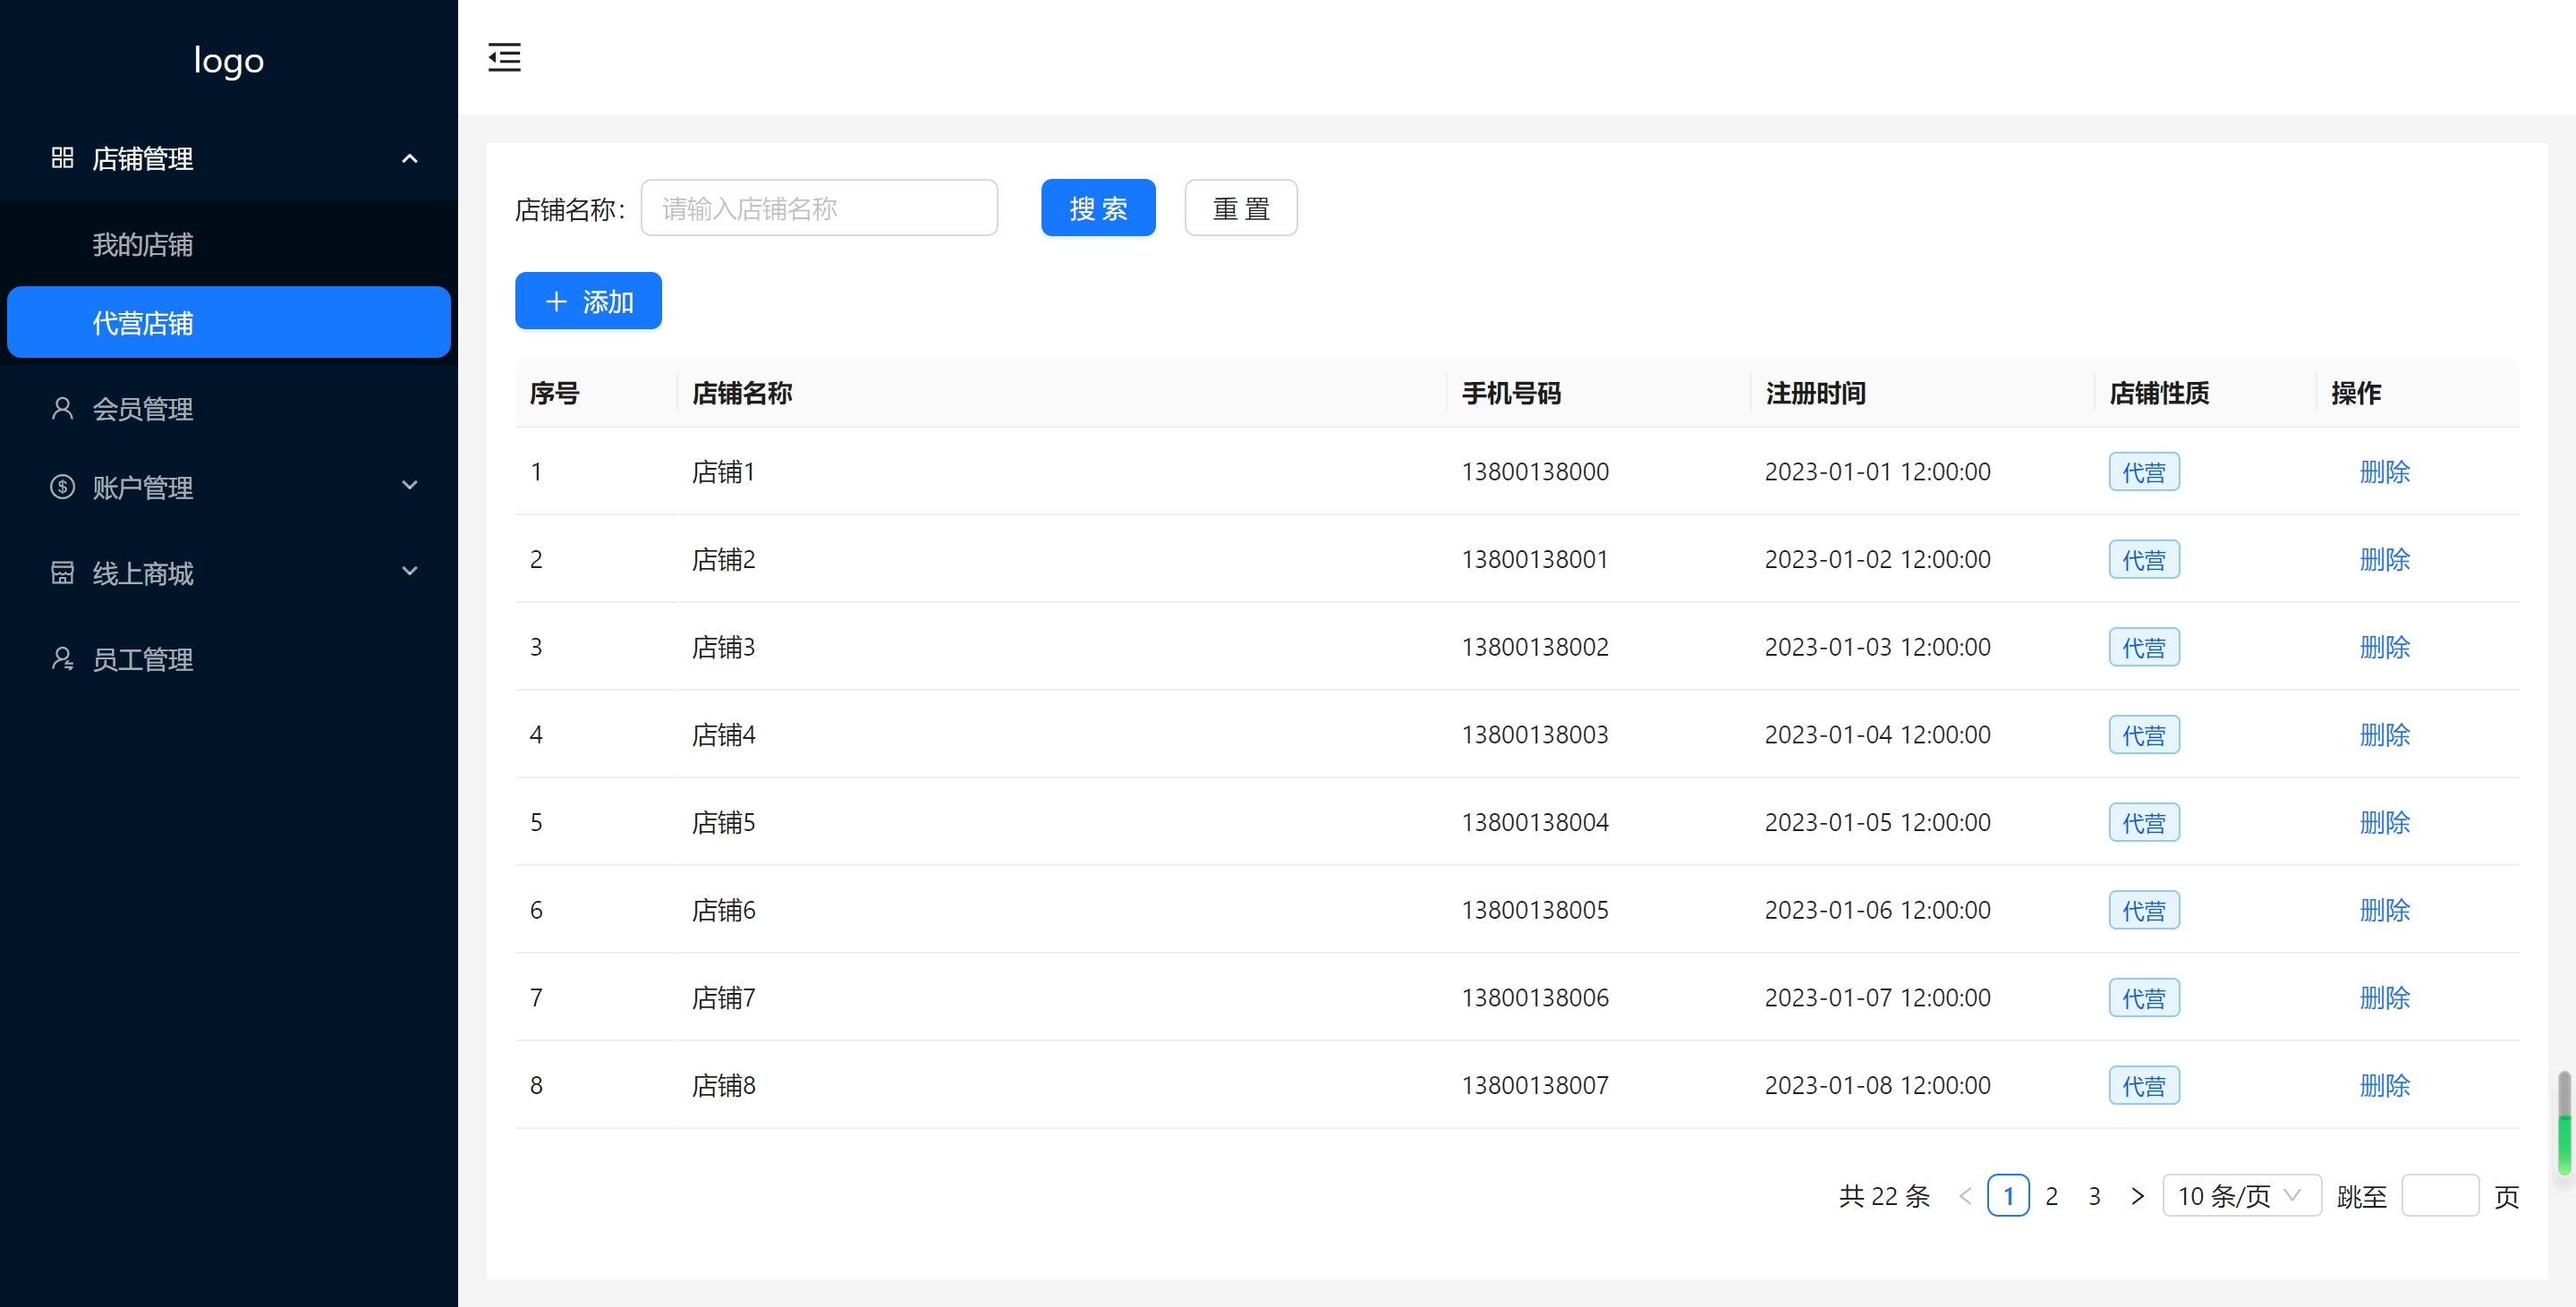 logo
店铺管理
我的店铺
代营店铺
会员管理
账户管理
线上商城
员工管理
店铺名称: 请输入店铺名称 搜 索 重 置
添加
序号 店铺名称 手机号码 注册时间 店铺性质 操作
1 店铺1 13800138000 2023-01-01 12:00:00 代营 删除
2 店铺2 13800138001 2023-01-02 12:00:00 代营 删除
3 店铺3 13800138002 2023-01-03 12:00:00 代营 删除
4 店铺4 13800138003 2023-01-04 12:00:00 代营 删除
5 店铺5 13800138004 2023-01-05 12:00:00 代营 删除
6 店铺6 13800138005 2023-01-06 12:00:00 代营 删除
7 店铺7 13800138006 2023-01-07 12:00:00 代营 删除
8 店铺8 13800138007 2023-01-08 12:00:00 代营 删除
共 22 条 < 1 2 3 > 10 条/页 跳至 页